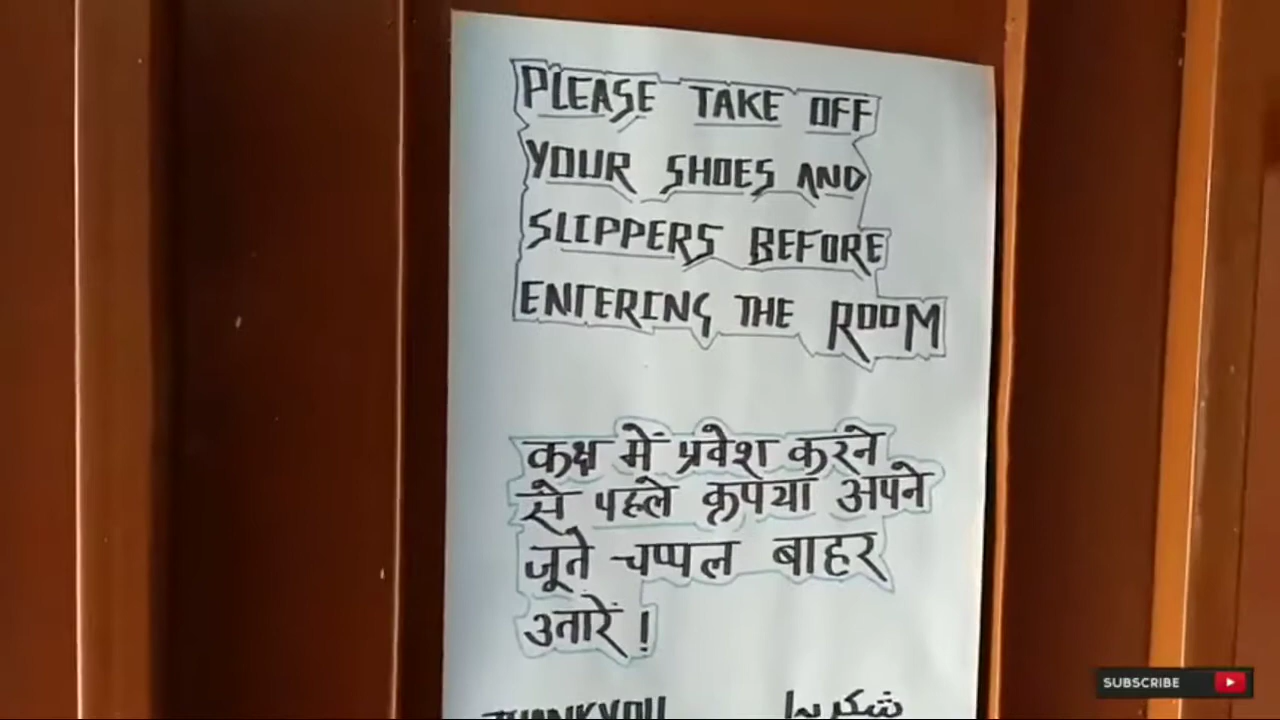 PLEASE TAKE OFF
YOUR SHOES AND
SLIPPERS BEFORE
ENTERING THE ROOM
कक्ष में प्रवेश करने
से पहले कृपया अपने
जूते चप्पल बाहर
उतारें !
THANKYOU شکریہ
SUBSCRIBE